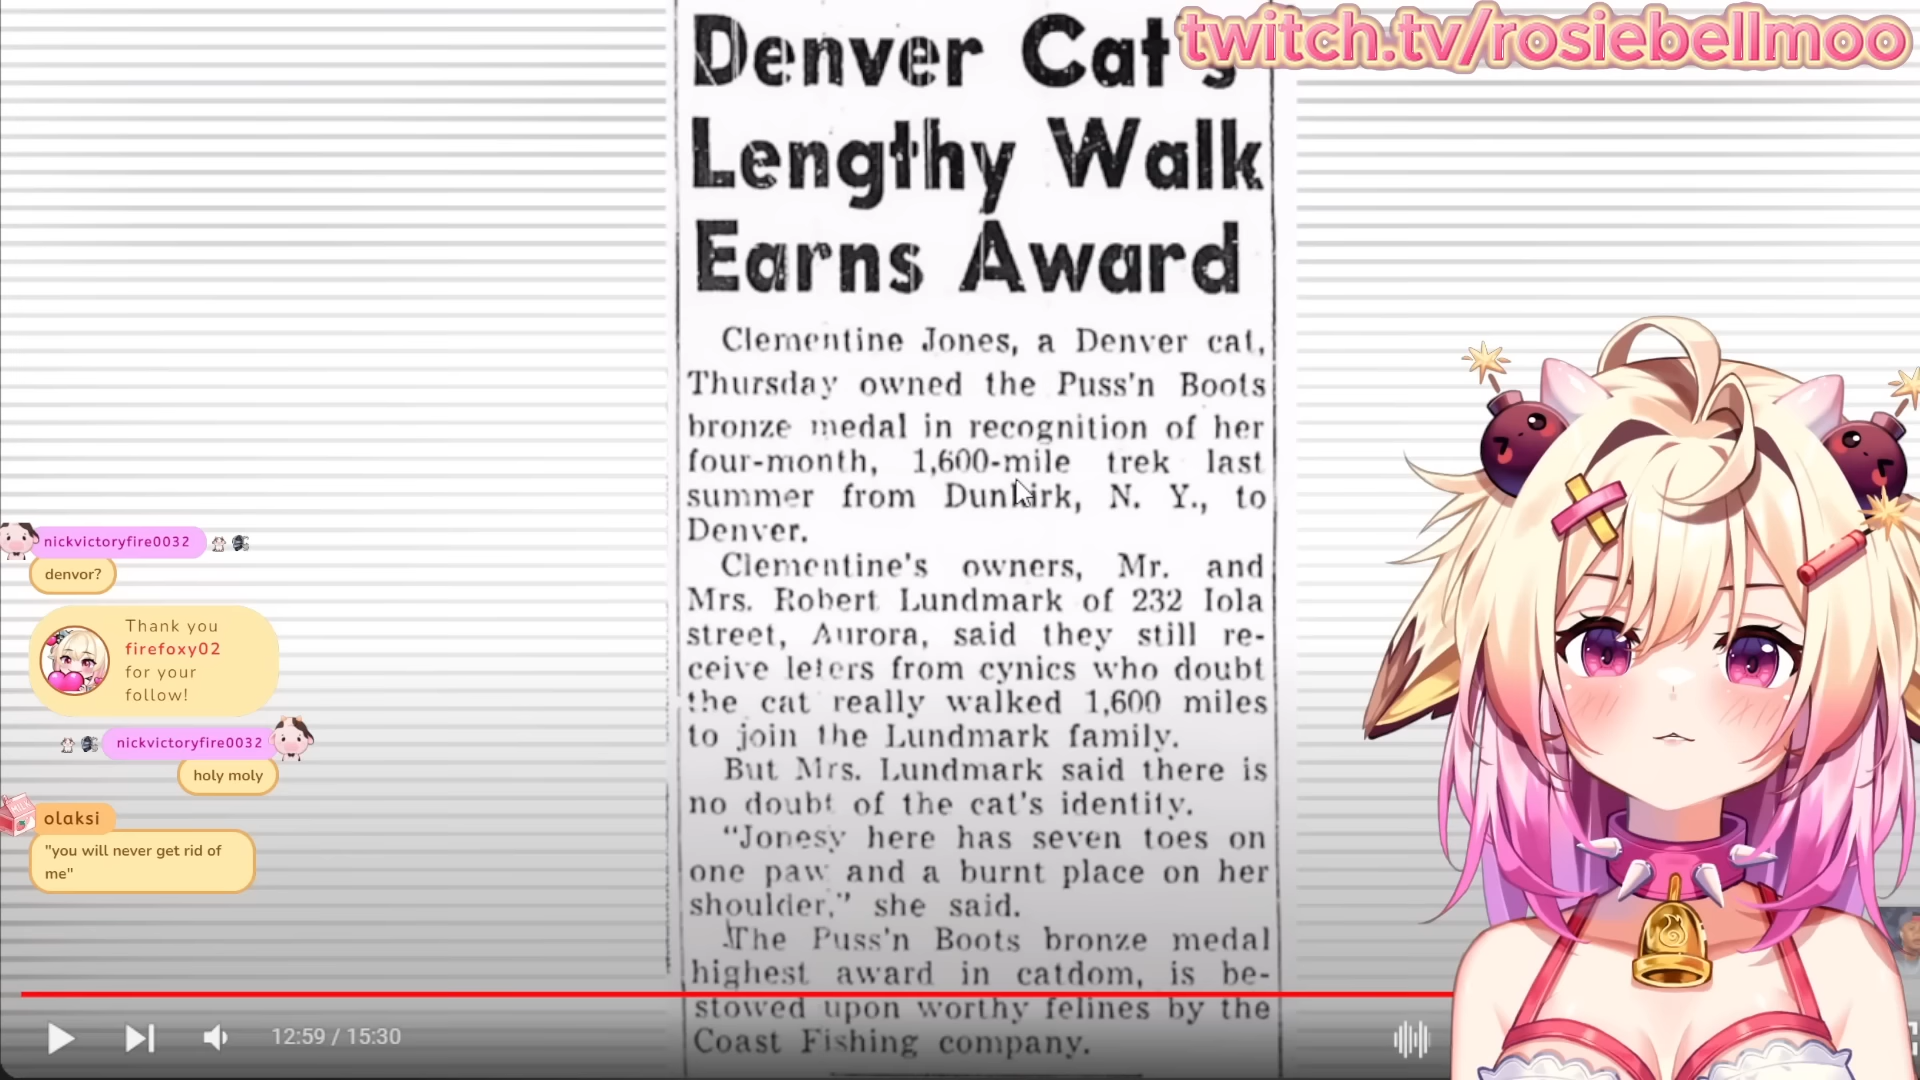 twitch.tv/rosiebellmoo
Denver Cat's
Lengthy Walk
Earns Award
Clementine Jones, a Denver cat,
Thursday owned the Puss'n Boots
bronze medal in recognition of her
four-month, 1,600-mile trek last
summer from Dunkirk, N. Y., to
Denver.
Clementine's owners, Mr. and
Mrs. Robert Lundmark of 232 Iola
street, Aurora, said they still re-
ceive leters from cynics who doubt
the cat really walked 1,600 miles
to join the Lundmark family.
But Mrs. Lundmark said there is
no doubt of the cat's identity.
"Jonesy here has seven toes on
one paw and a burnt place on her
shoulder," she said.
The Puss'n Boots bronze medal
highest award in catdom, is be-
stowed upon worthy felines by the
Coast Fishing company.
nickvictoryfire0032
denvor?
Thank you
firefoxy02
for your
follow!
nickvictoryfire0032
holy moly
olaksi
"you will never get rid of
me"
12:59 / 15:30